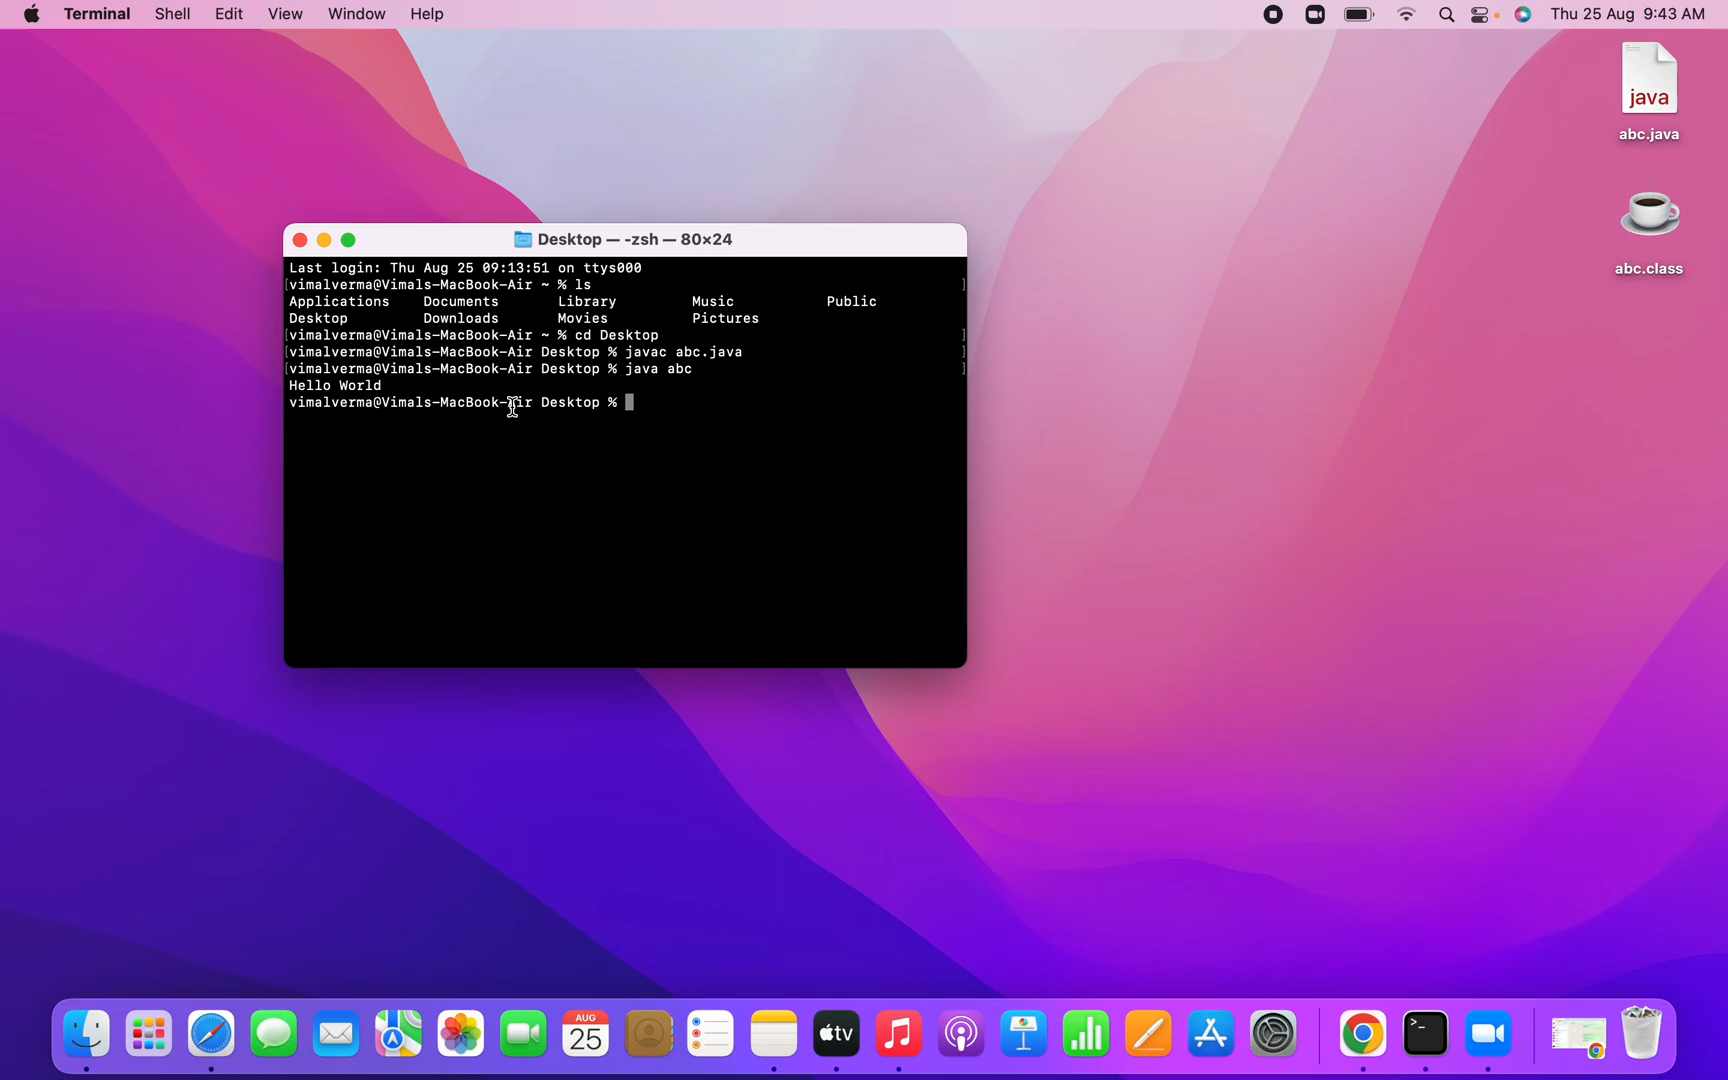 Terminal Shell Edit View Window Help Thu 25 Aug 9:43 AM
java
abc.java
abc.class
Desktop — -zsh — 80×24
Last login: Thu Aug 25 09:13:51 on ttys000
[vimalverma@Vimals-MacBook-Air ~ % ls ]
Applications Documents Library Music Public
Desktop Downloads Movies Pictures
[vimalverma@Vimals-MacBook-Air ~ % cd Desktop ]
[vimalverma@Vimals-MacBook-Air Desktop % javac abc.java ]
[vimalverma@Vimals-MacBook-Air Desktop % java abc ]
Hello World
vimalverma@Vimals-MacBook-Air Desktop %
AUG
25
tv
>_